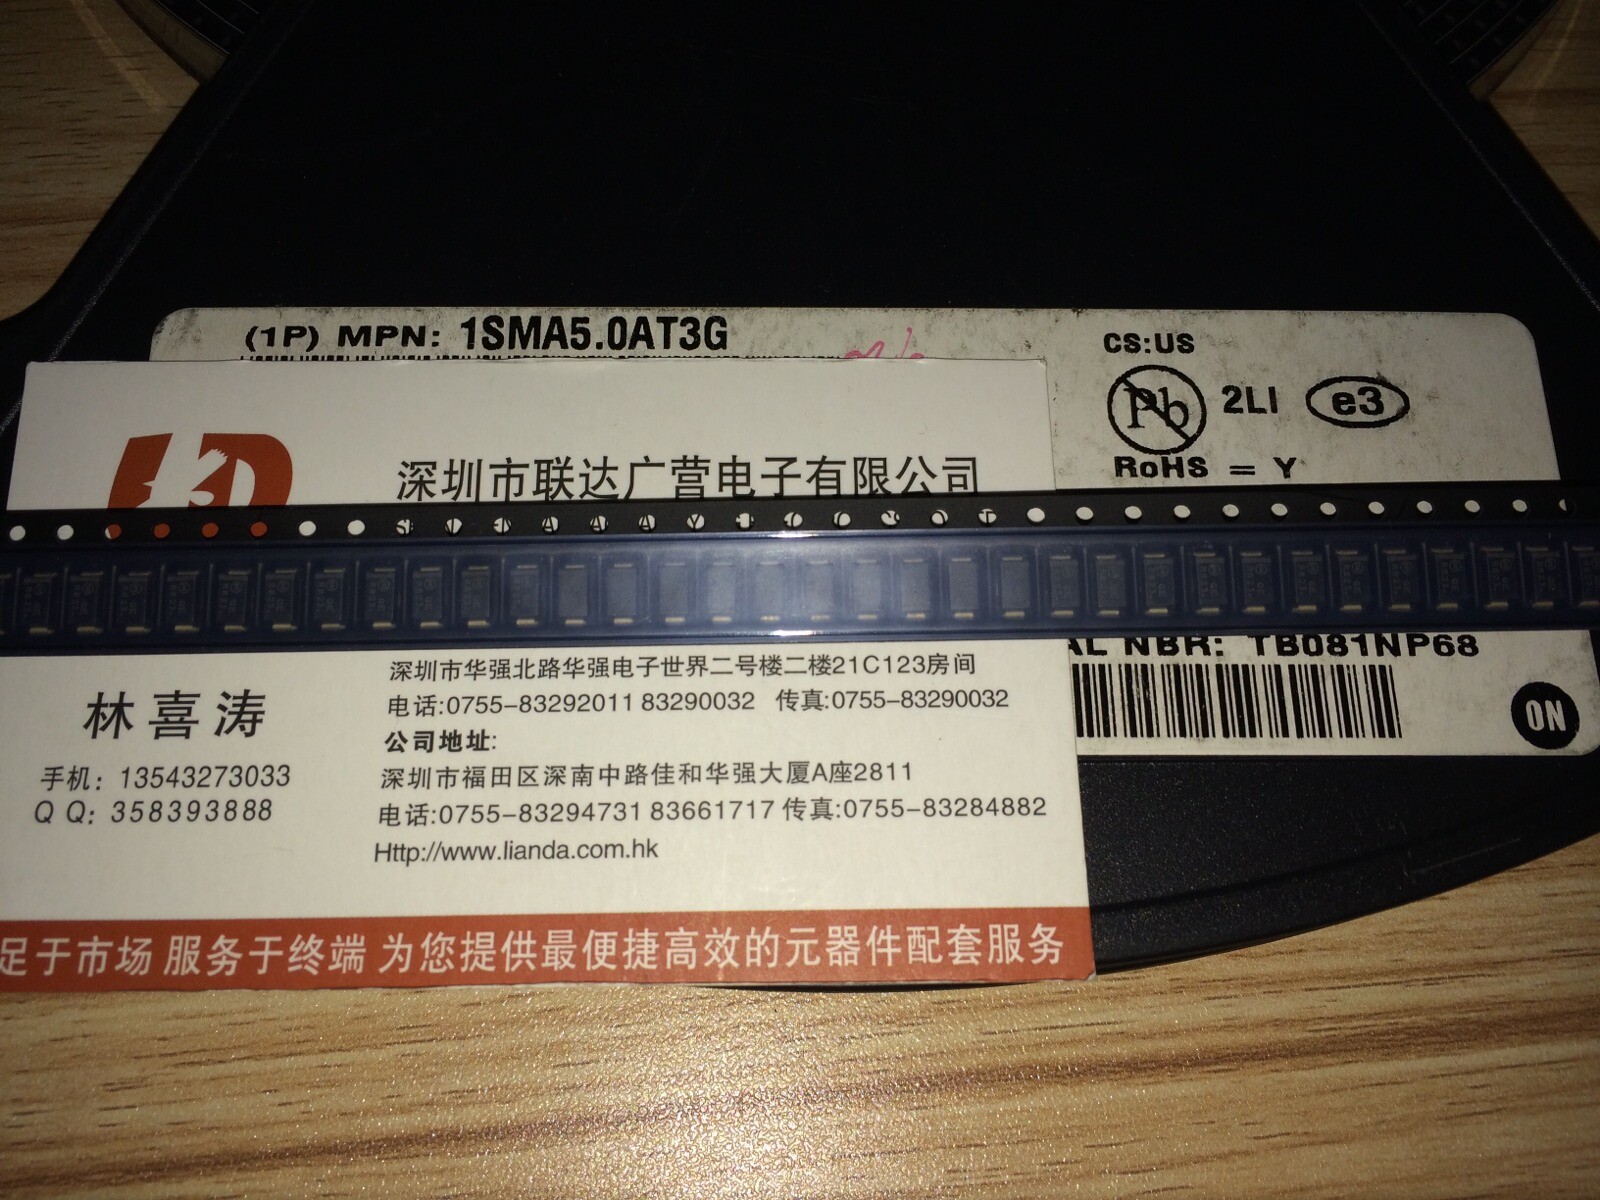 (1P) MPN: 1SMA5.0AT3G
CS:US
Pb 2LI e3
RoHS = Y
深圳市联达广营电子有限公司
AL NBR: TB081NP68
ON
深圳市华强北路华强电子世界二号楼二楼21C123房间
电话:0755-83292011 83290032 传真:0755-83290032
林喜涛
公司地址:
手机: 13543273033
深圳市福田区深南中路佳和华强大厦A座2811
QQ: 358393888
电话:0755-83294731 83661717 传真:0755-83284882
Http://www.lianda.com.hk
足于市场 服务于终端 为您提供最便捷高效的元器件配套服务